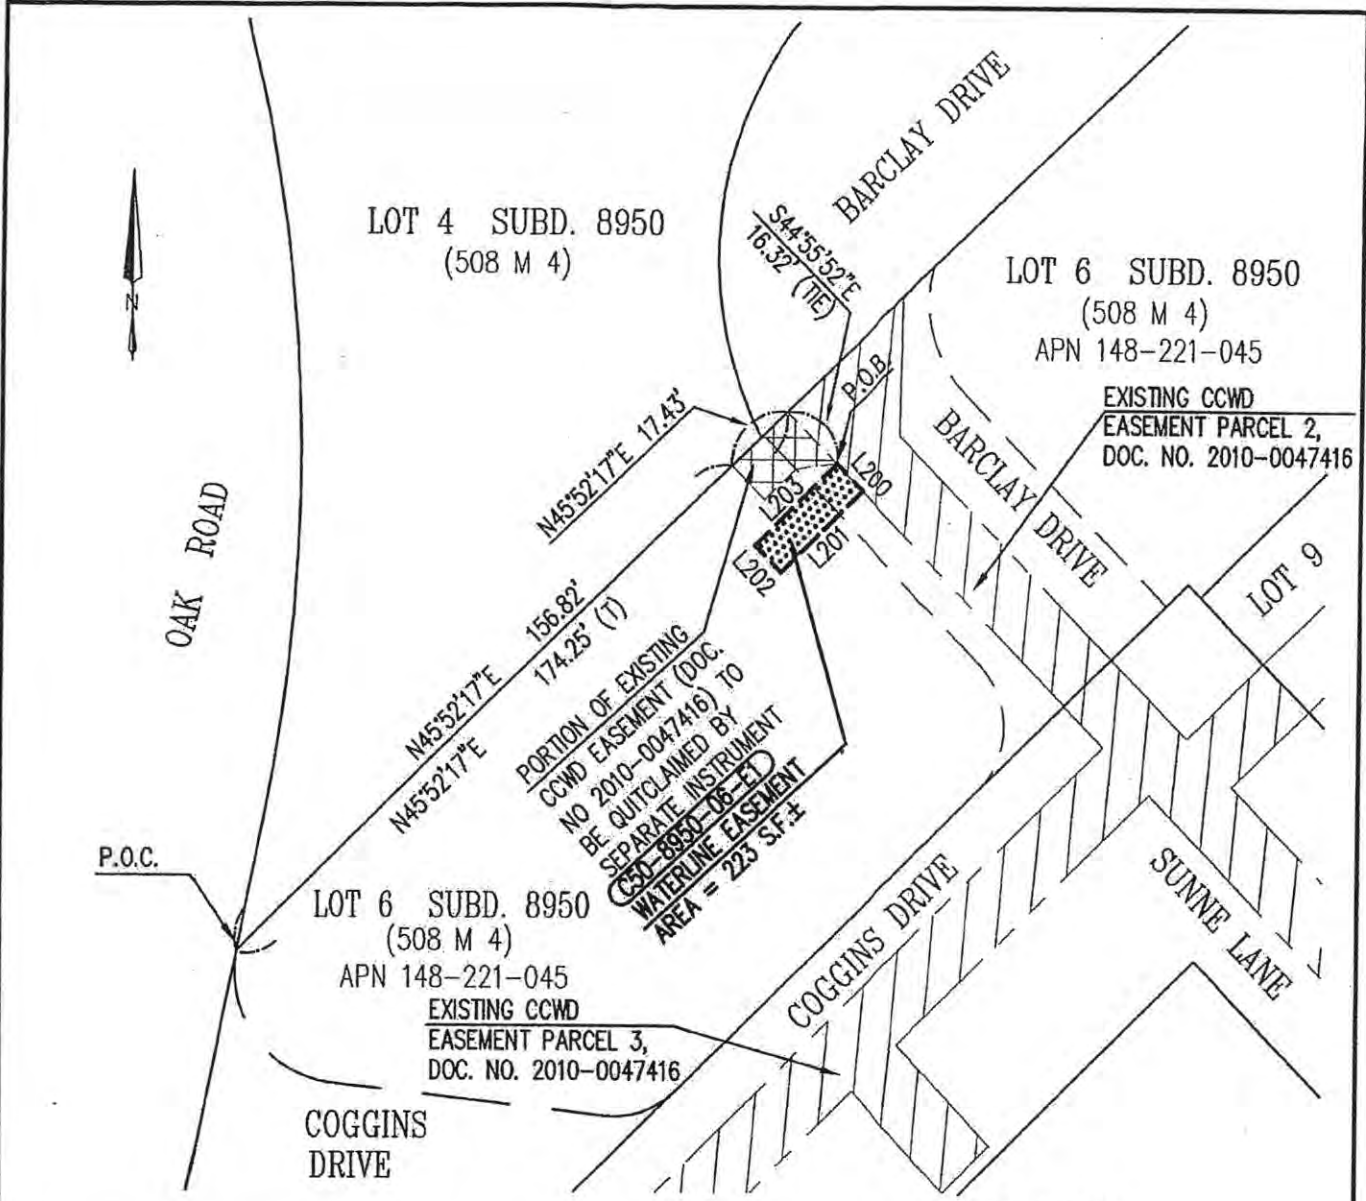 LOT 4 SUBD. 8950
(508 M 4)
N
OAK ROAD
BARCLAY DRIVE
S44°55'52"E
16.32' (TIE)
LOT 6 SUBD. 8950
(508 M 4)
APN 148-221-045
EXISTING CCWD
EASEMENT PARCEL 2,
DOC. NO. 2010-0047416
P.O.B.
N45°52'17"E 17.43'
BARCLAY DRIVE
L200
L203
L201
L202
LOT 9
N45°52'17"E 156.82'
N45°52'17"E 174.25' (T)
PORTION OF EXISTING
CCWD EASEMENT (DOC.
NO 2010-0047416) TO
BE QUITCLAIMED BY
SEPARATE INSTRUMENT
C50-8950-06-E1
WATERLINE EASEMENT
AREA = 223 S.F.±
P.O.C.
LOT 6 SUBD. 8950
(508 M 4)
APN 148-221-045
EXISTING CCWD
EASEMENT PARCEL 3,
DOC. NO. 2010-0047416
COGGINS DRIVE
SUNNE LANE
COGGINS
DRIVE